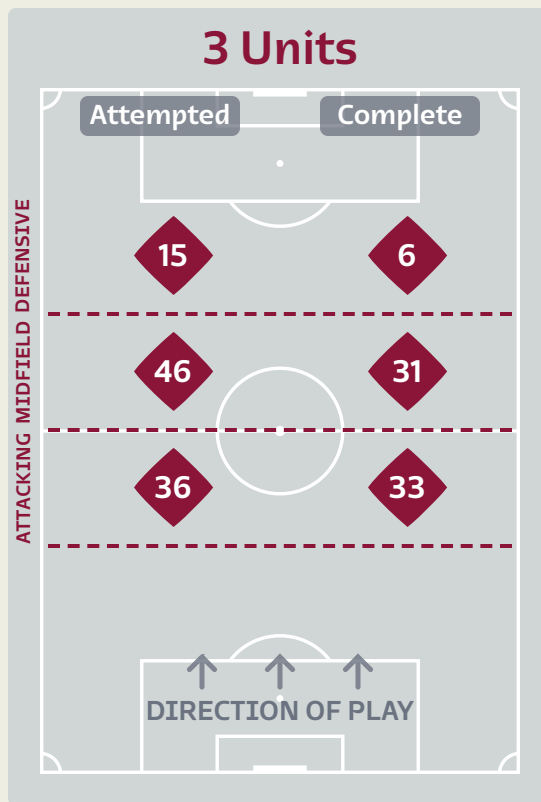 3 Units
Attempted Complete
ATTACKING MIDFIELD DEFENSIVE
15 6
46 31
36 33
DIRECTION OF PLAY